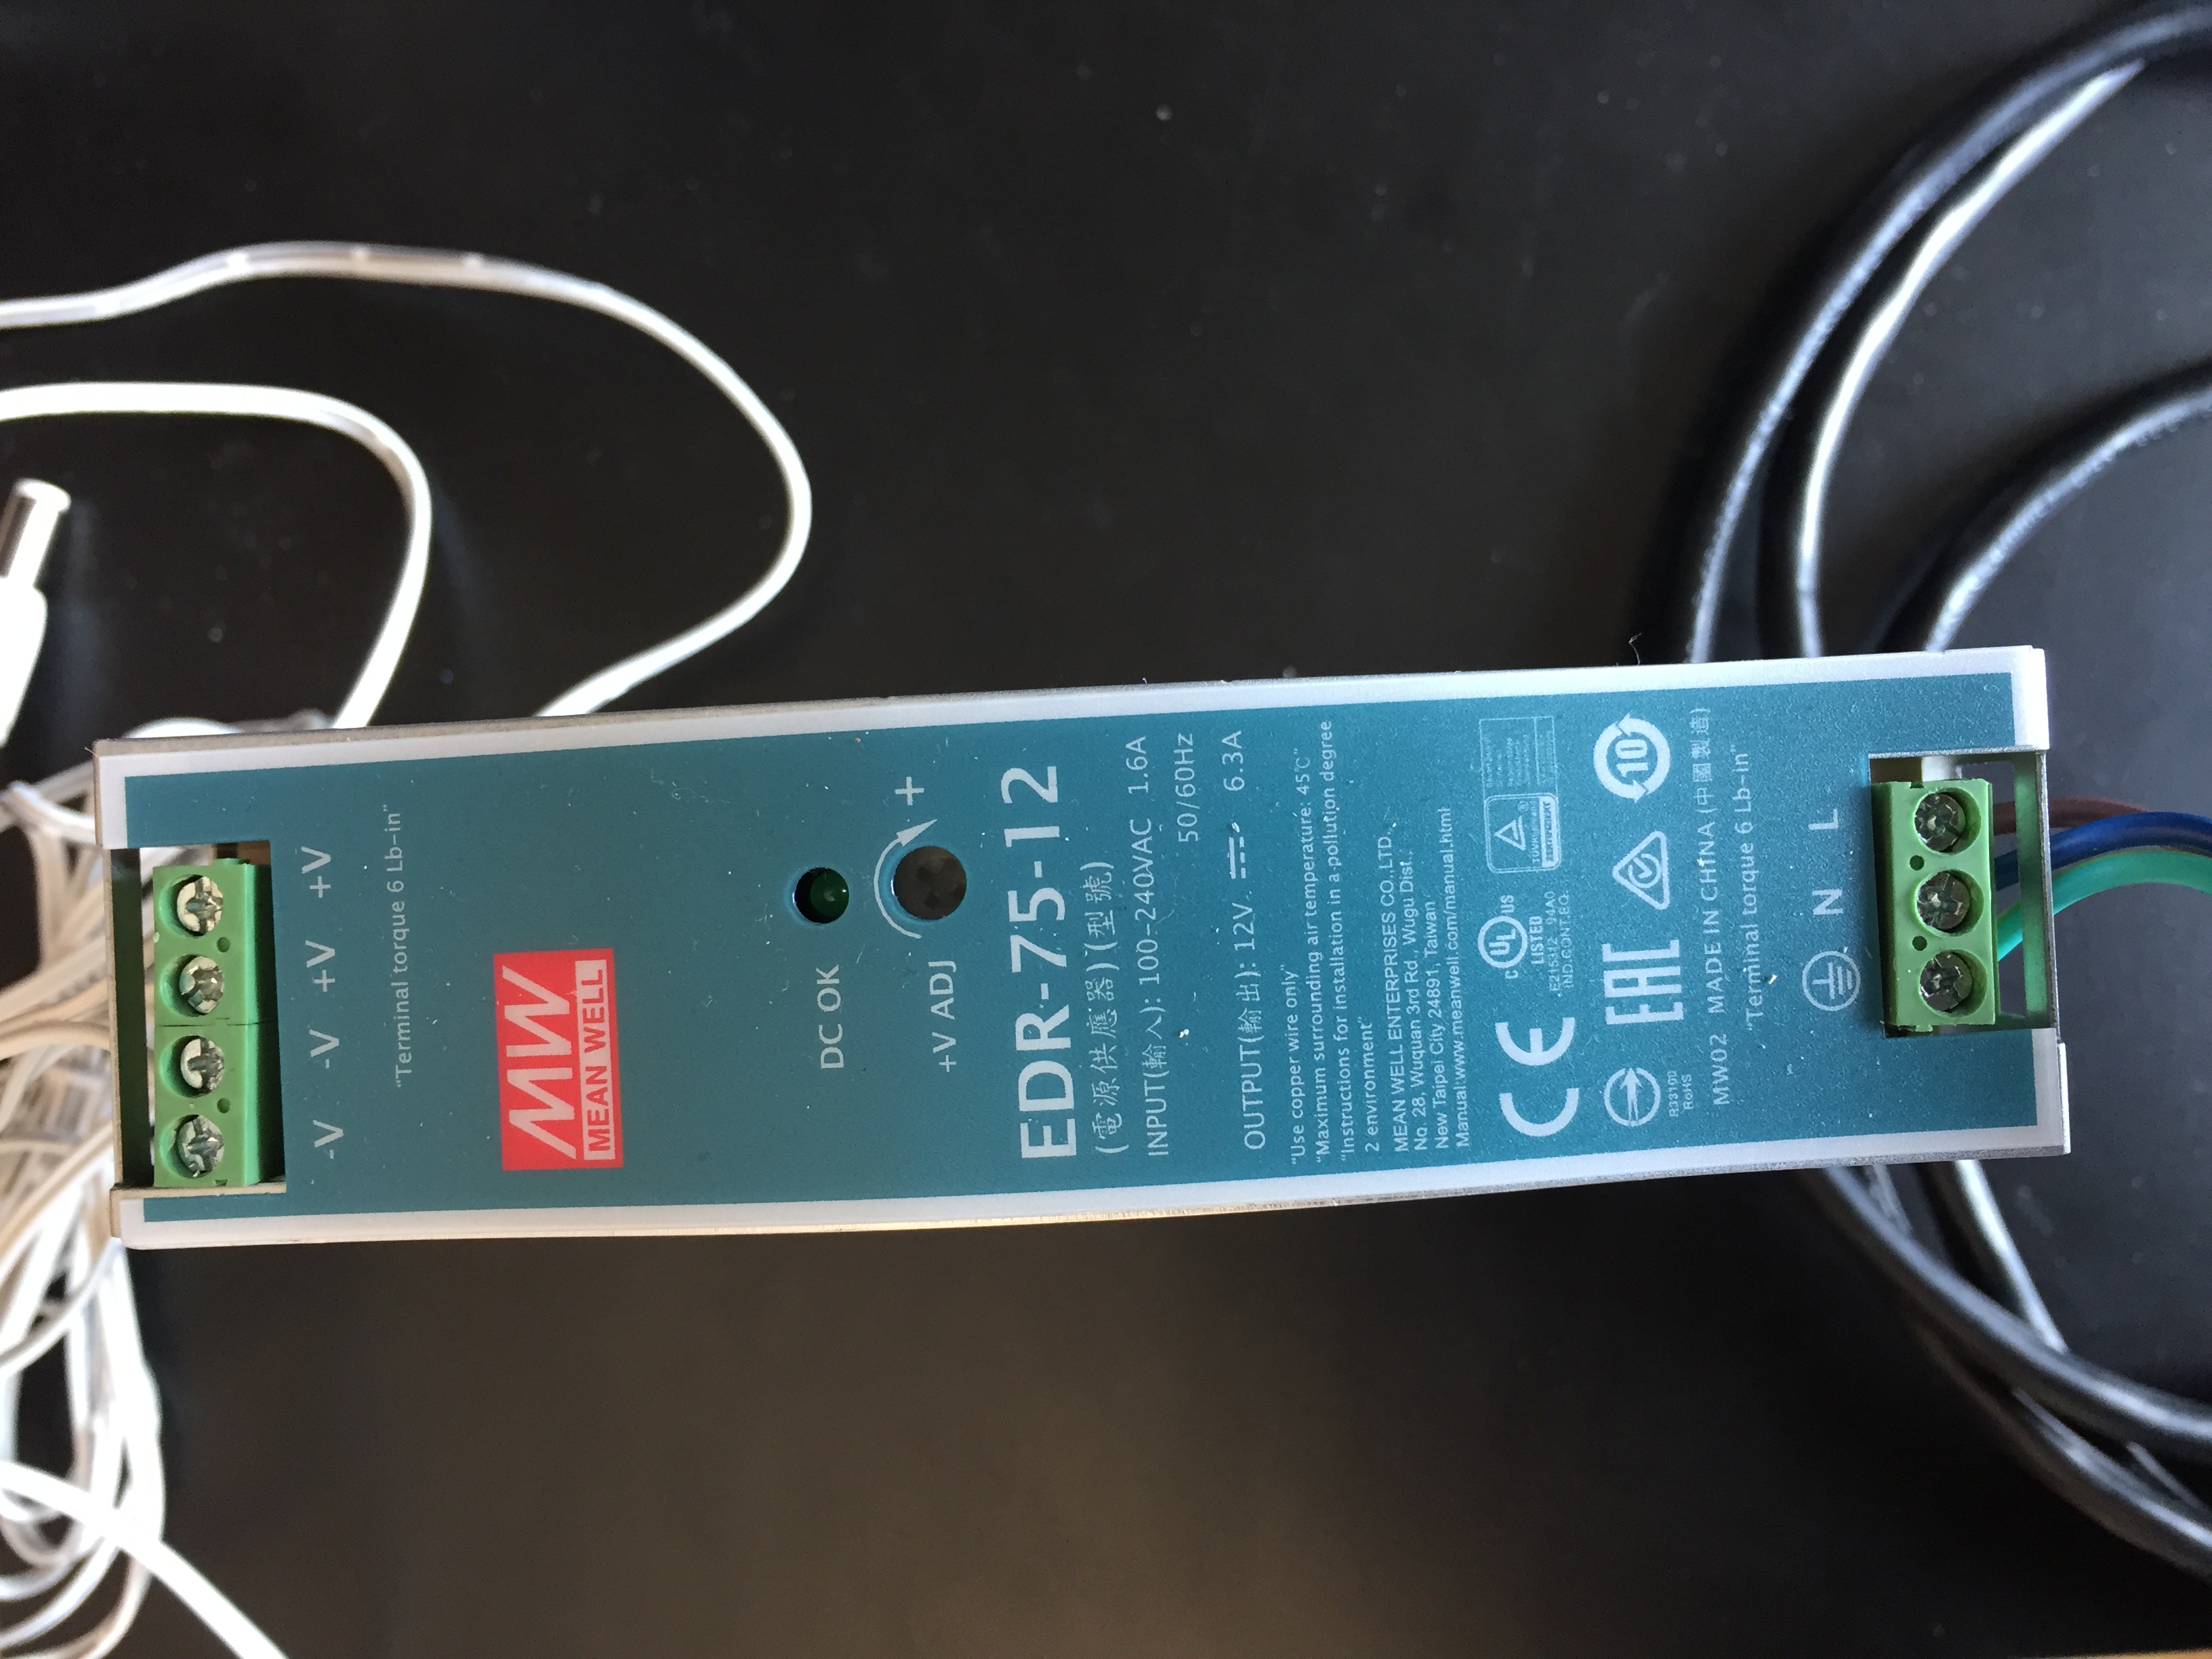 -V -V +V +V
"Terminal torque 6 Lb-in"
MW
MEAN WELL
DC OK
+V ADJ
+
EDR-75-12
(電源供應器)(型號)
INPUT(輸入): 100-240VAC 1.6A
50/60Hz
OUTPUT(輸出): 12V 6.3A
"Use copper wire only"
"Maximum surrounding air temperature: 45℃"
"Instructions for installation in a pollution degree
2 environment"
MEAN WELL ENTERPRISES CO.,LTD.
No. 28, Wuquan 3rd Rd., Wugu Dist.,
New Taipei City 24891, Taiwan
Manual:www.meanwell.com/manual.html
CE
C UL US
LISTED
E215312 94A0
IND.CONT.EQ.
EAC
10
RoHS
MW02 MADE IN CHINA (中國製造)
"Terminal torque 6 Lb-in"
N L